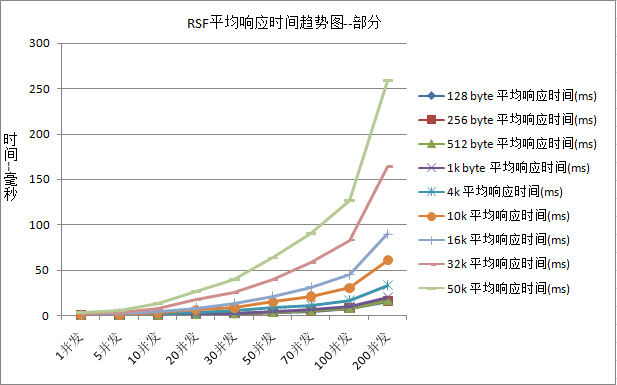 RSF平均响应时间趋势图--部分
300
250
200
150
100
50
0
时间--毫秒
1并发
5并发
10并发
20并发
30并发
50并发
70并发
100并发
200并发
128 byte 平均响应时间(ms)
256 byte 平均响应时间(ms)
512 byte 平均响应时间(ms)
1k byte 平均响应时间(ms)
4k 平均响应时间(ms)
10k 平均响应时间(ms)
16k 平均响应时间(ms)
32k 平均响应时间(ms)
50k 平均响应时间(ms)